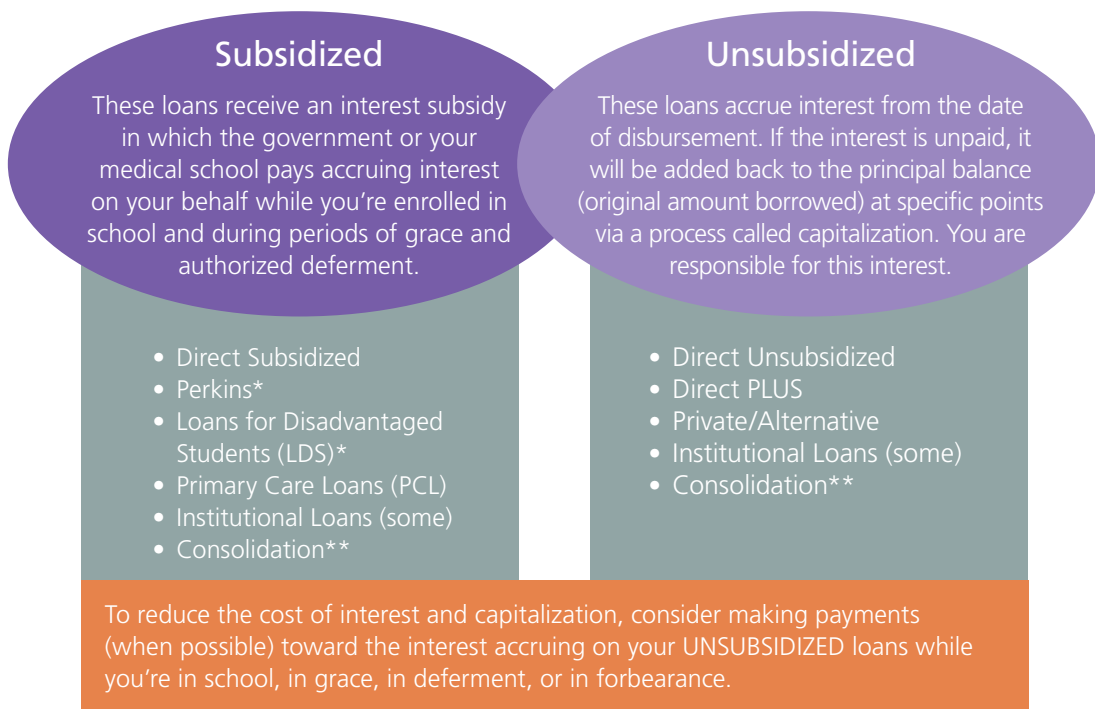 Subsidized
These loans receive an interest subsidy
in which the government or your
medical school pays accruing interest
on your behalf while you’re enrolled in
school and during periods of grace and
authorized deferment.
• Direct Subsidized
• Perkins*
• Loans for Disadvantaged
Students (LDS)*
• Primary Care Loans (PCL)
• Institutional Loans (some)
• Consolidation**
Unsubsidized
These loans accrue interest from the date
of disbursement. If the interest is unpaid, it
will be added back to the principal balance
(original amount borrowed) at specific points
via a process called capitalization. You are
responsible for this interest.
• Direct Unsubsidized
• Direct PLUS
• Private/Alternative
• Institutional Loans (some)
• Consolidation**
To reduce the cost of interest and capitalization, consider making payments
(when possible) toward the interest accruing on your UNSUBSIDIZED loans while
you’re in school, in grace, in deferment, or in forbearance.